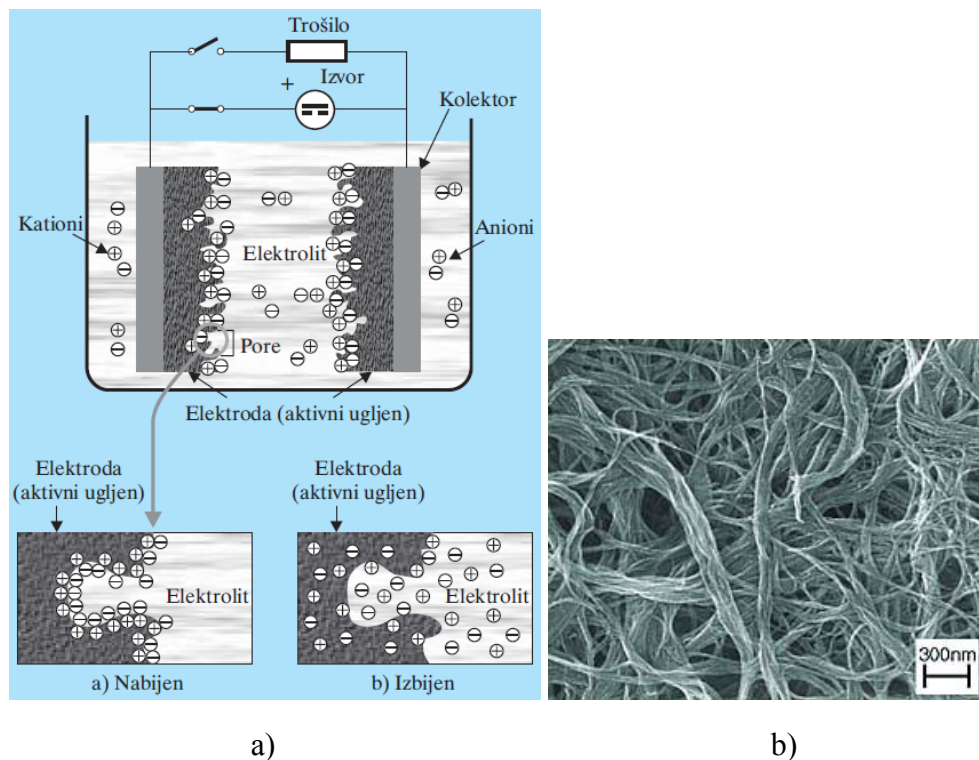 Trošilo
+
Izvor
Kolektor
Kationi
Elektrolit
Anioni
Pore
Elektroda (aktivni ugljen)
Elektroda
(aktivni ugljen)
Elektroda
(aktivni ugljen)
Elektrolit
Elektrolit
a) Nabijen
b) Izbijen
300nm
a)
b)